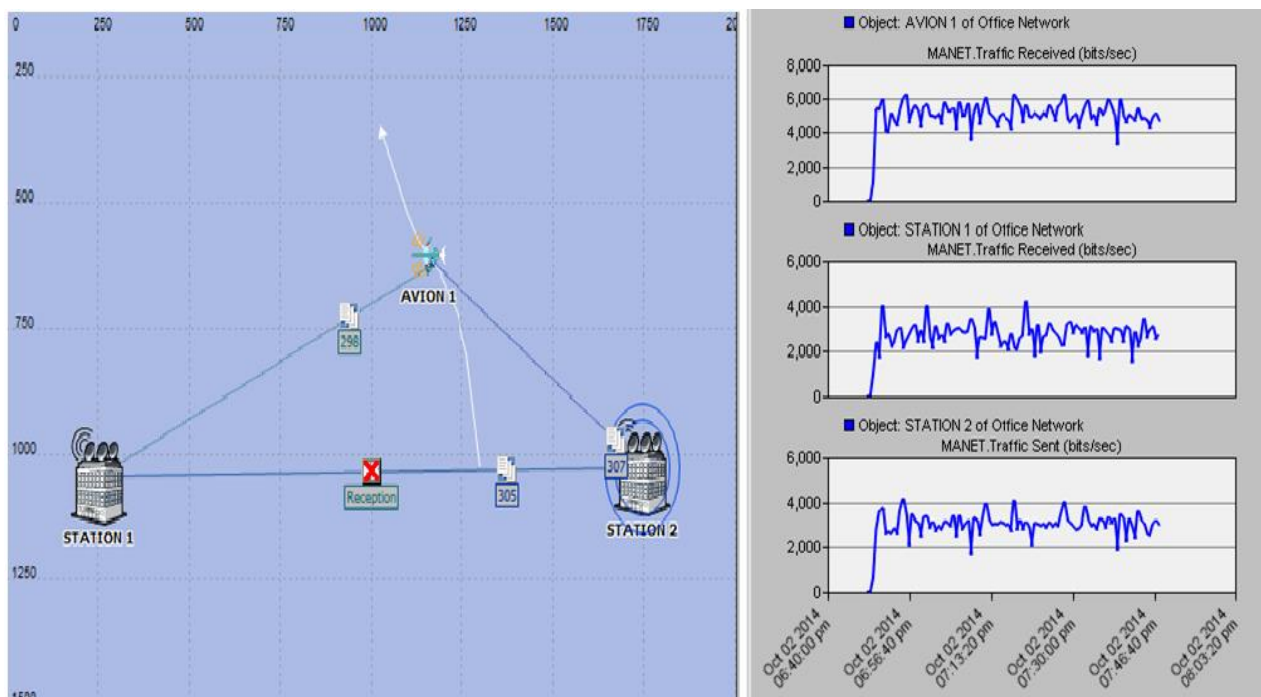 0 250 500 750 1000 1250 1500 1750 20
250
500
750
1000
1250
1500
AVION 1
298
STATION 1
Reception
305
307
STATION 2
Object: AVION 1 of Office Network
MANET.Traffic Received (bits/sec)
8,000
6,000
4,000
2,000
0
Object: STATION 1 of Office Network
MANET.Traffic Received (bits/sec)
6,000
4,000
2,000
0
Object: STATION 2 of Office Network
MANET.Traffic Sent (bits/sec)
6,000
4,000
2,000
0
Oct 02 2014
06:40:00 pm
Oct 02 2014
06:56:40 pm
Oct 02 2014
07:13:20 pm
Oct 02 2014
07:30:00 pm
Oct 02 2014
07:46:40 pm
Oct 02 2014
08:03:20 pm